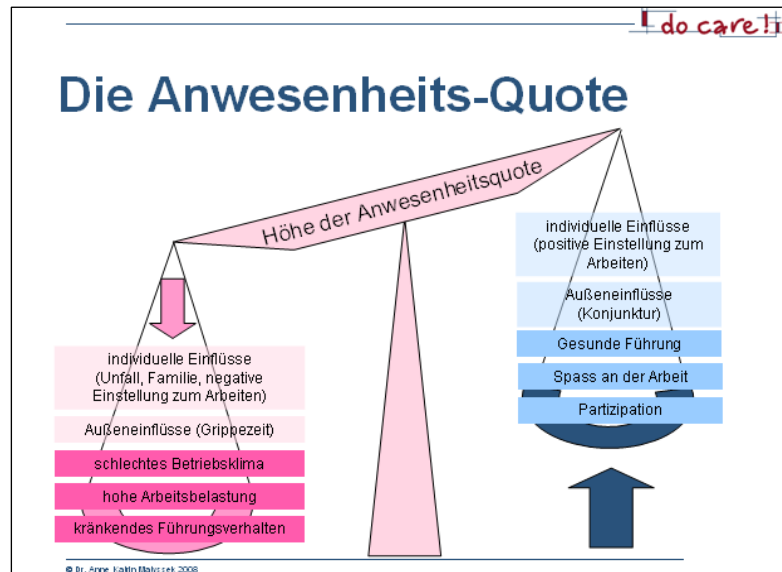 do care!
Die Anwesenheits-Quote
Höhe der Anwesenheitsquote
individuelle Einflüsse
(Unfall, Familie, negative
Einstellung zum Arbeiten)
Außeneinflüsse (Grippezeit)
schlechtes Betriebsklima
hohe Arbeitsbelastung
kränkendes Führungsverhalten
individuelle Einflüsse
(positive Einstellung zum
Arbeiten)
Außeneinflüsse
(Konjunktur)
Gesunde Führung
Spass an der Arbeit
Partizipation
© Dr. Anne Katrin Matyssek 2008